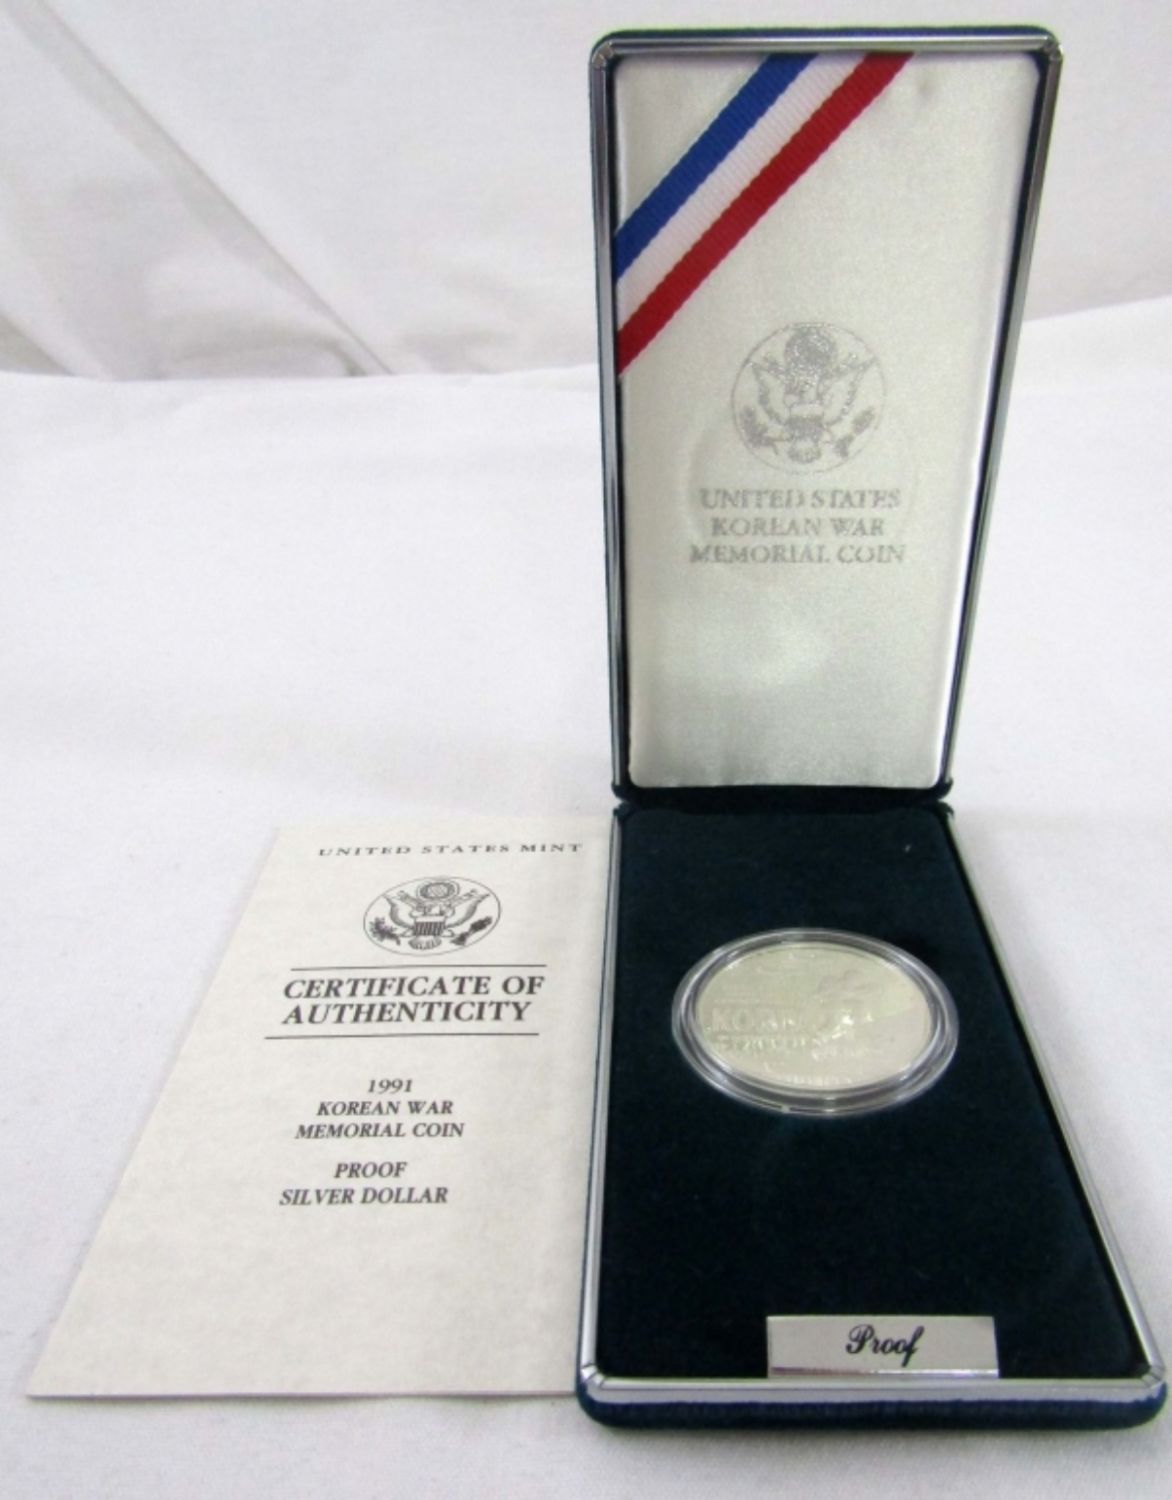 UNITED STATES
KOREAN WAR
MEMORIAL COIN
UNITED STATES MINT
CERTIFICATE OF
AUTHENTICITY
1991
KOREAN WAR
MEMORIAL COIN
PROOF
SILVER DOLLAR
Proof